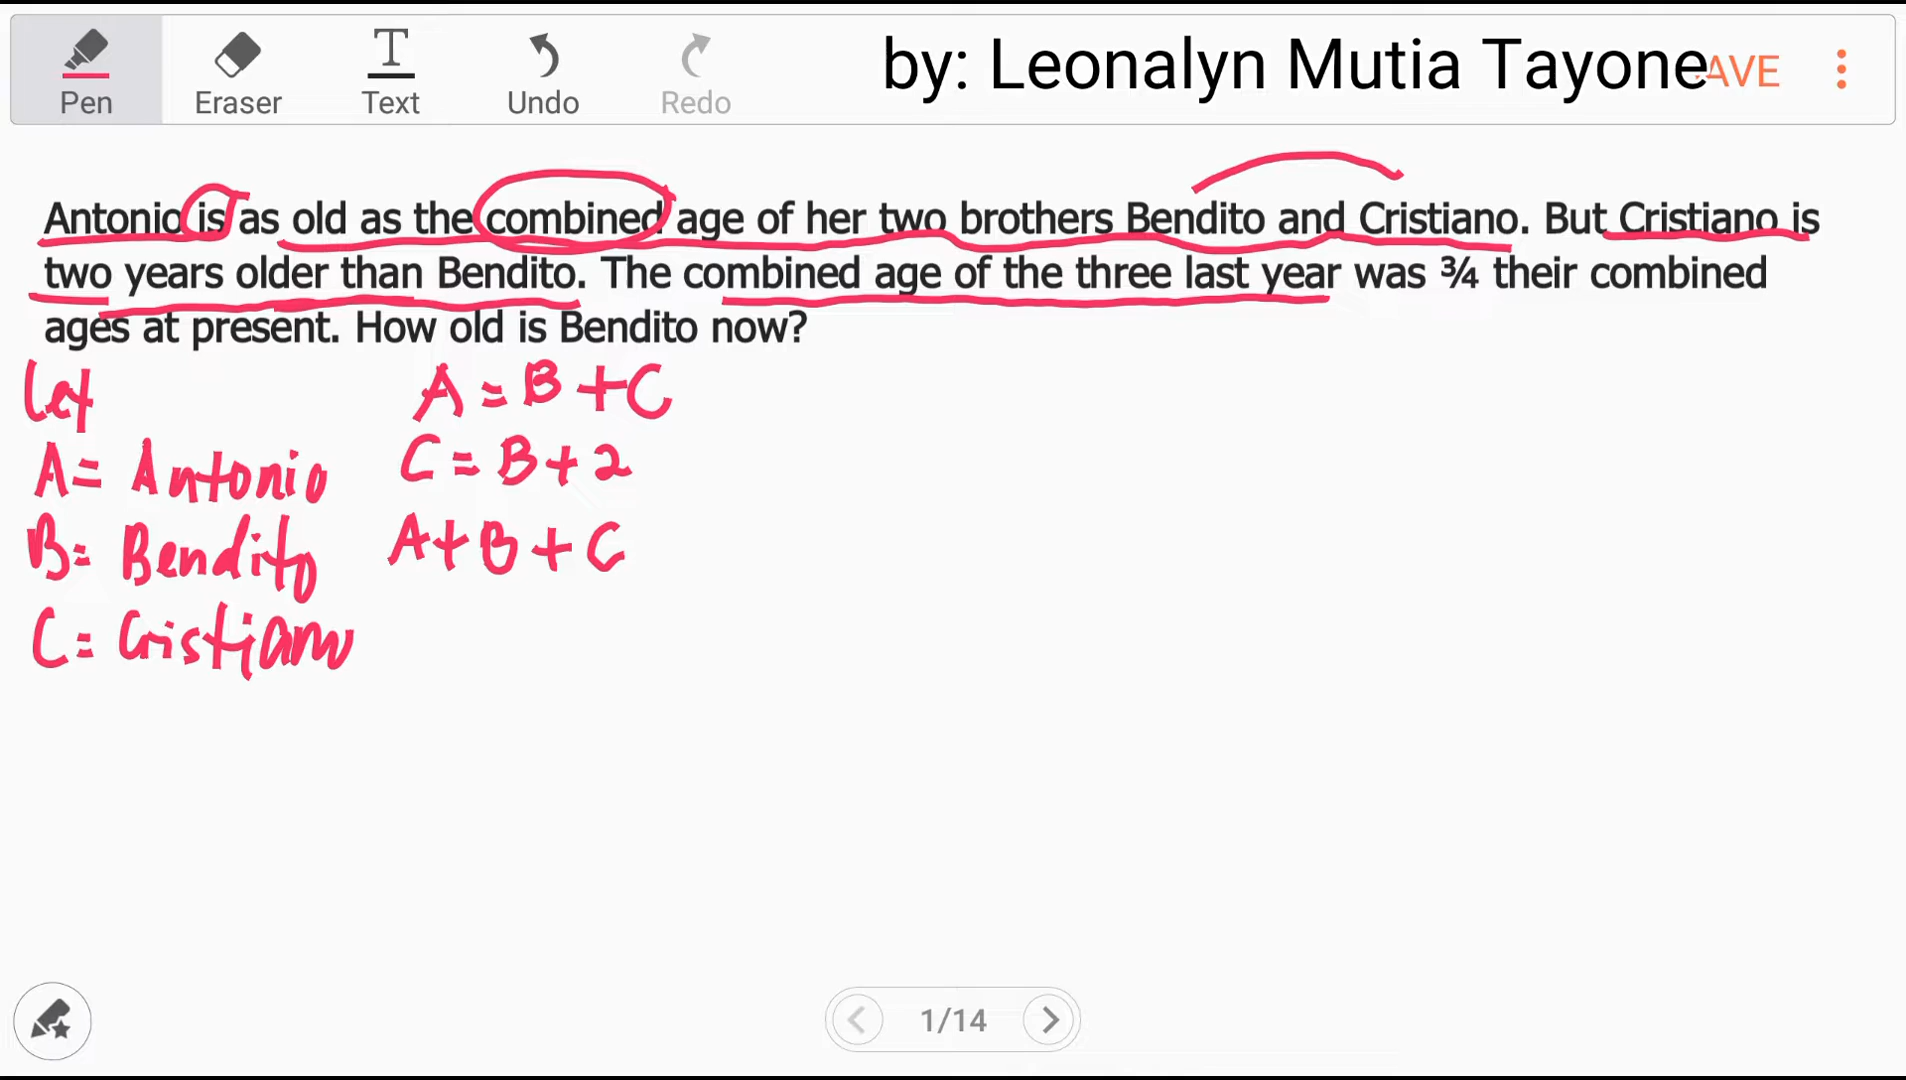 Pen
Eraser
Text
Undo
Redo
by: Leonalyn Mutia Tayone
AVE
Antonio is as old as the combined age of her two brothers Bendito and Cristiano. But Cristiano is
two years older than Bendito. The combined age of the three last year was ¾ their combined
ages at present. How old is Bendito now?
Let
A= Antonio
B= Bendito
C= Cristiano
A = B + C
C = B + 2
A + B + C
1/14